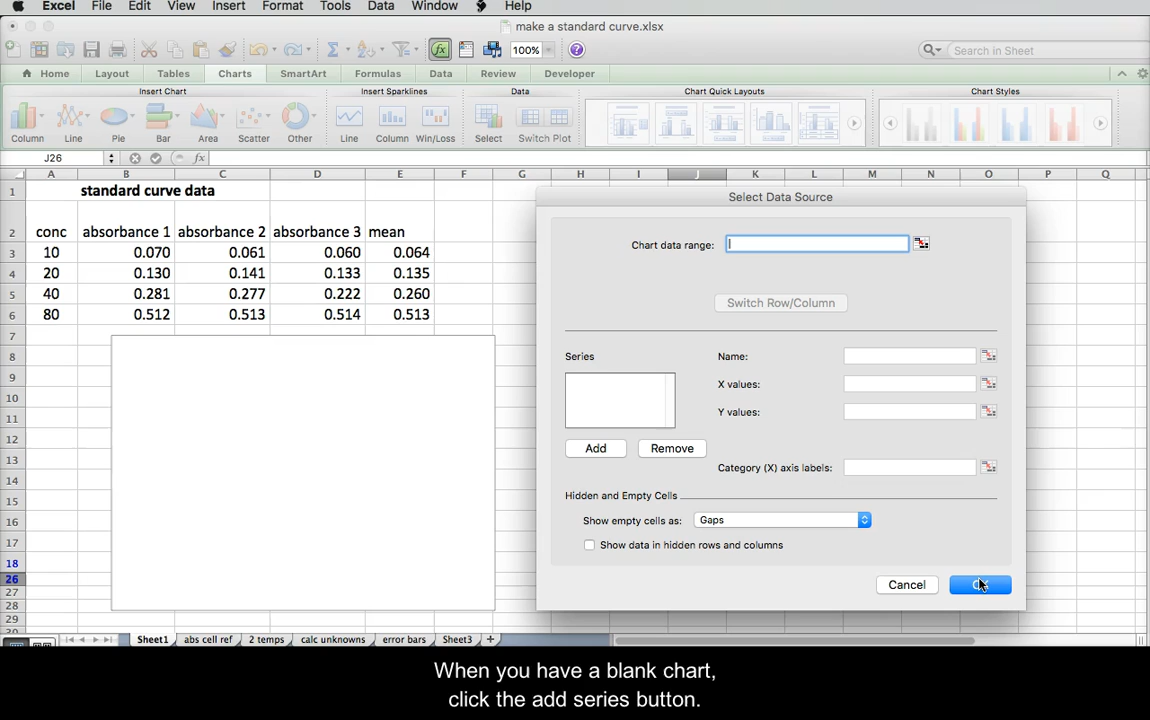 Excel File Edit View Insert Format Tools Data Window Help
make a standard curve.xlsx
100% ? Search in Sheet
Home Layout Tables Charts SmartArt Formulas Data Review Developer
Insert Chart Insert Sparklines Data Chart Quick Layouts Chart Styles
Column Line Pie Bar Area Scatter Other Line Column Win/Loss Select Switch Plot
J26 fx
A B C D E F G H I J K L M N O P Q
1 standard curve data
2 conc absorbance 1 absorbance 2 absorbance 3 mean
3 10 0.070 0.061 0.060 0.064
4 20 0.130 0.141 0.133 0.135
5 40 0.281 0.277 0.222 0.260
6 80 0.512 0.513 0.514 0.513
7
8
9
10
11
12
13
14
15
16
17
18
26
27
28
29
Select Data Source
Chart data range:
Switch Row/Column
Series Name:
X values:
Y values:
Add Remove
Category (X) axis labels:
Hidden and Empty Cells
Show empty cells as: Gaps
Show data in hidden rows and columns
Cancel
Sheet1 abs cell ref 2 temps calc unknowns error bars Sheet3 +
When you have a blank chart,
click the add series button.